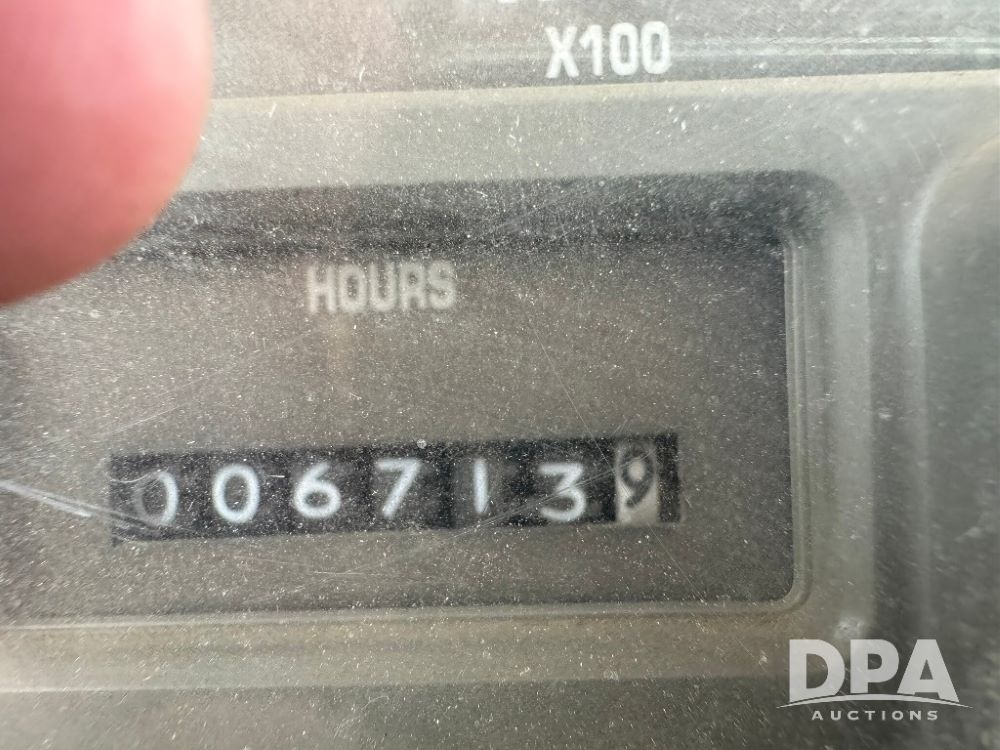 X100
HOURS
0067139
DPA
AUCTIONS